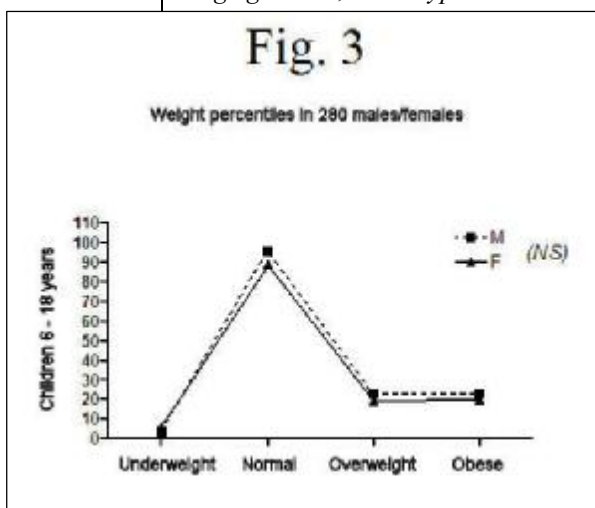 Fig. 3
Weight percentiles in 280 males/females
110
100
90
80
70
60
50
40
30
20
10
0
Children 6 - 18 years
M
F
(NS)
Underweight Normal Overweight Obese